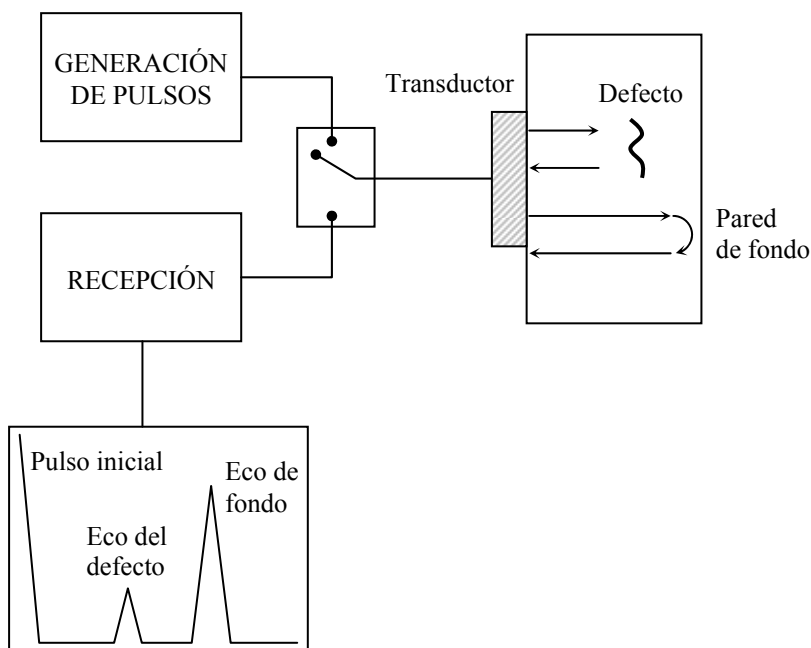 GENERACIÓN
DE PULSOS
Transductor
Defecto
Pared
de fondo
RECEPCIÓN
Pulso inicial
Eco de
fondo
Eco del
defecto